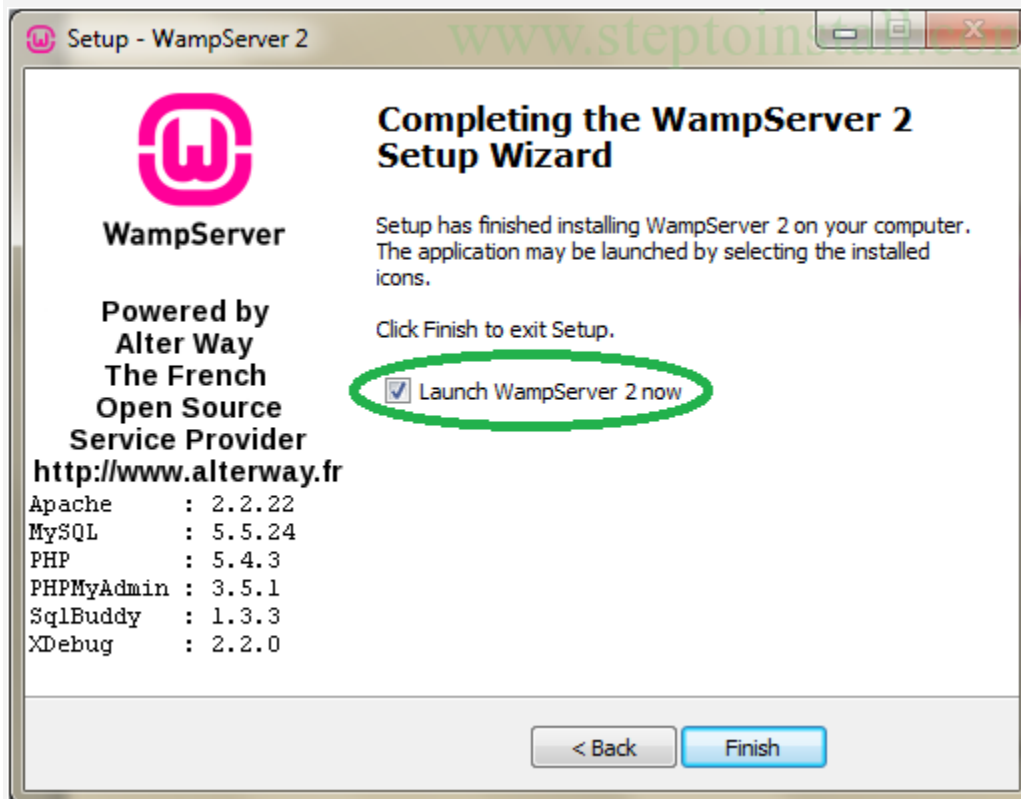 Setup - WampServer 2
www.steptoinstall.com
WampServer
Powered by
Alter Way
The French
Open Source
Service Provider
http://www.alterway.fr
Apache : 2.2.22
MySQL : 5.5.24
PHP : 5.4.3
PHPMyAdmin : 3.5.1
SqlBuddy : 1.3.3
XDebug : 2.2.0
Completing the WampServer 2
Setup Wizard
Setup has finished installing WampServer 2 on your computer.
The application may be launched by selecting the installed
icons.
Click Finish to exit Setup.
Launch WampServer 2 now
< Back
Finish